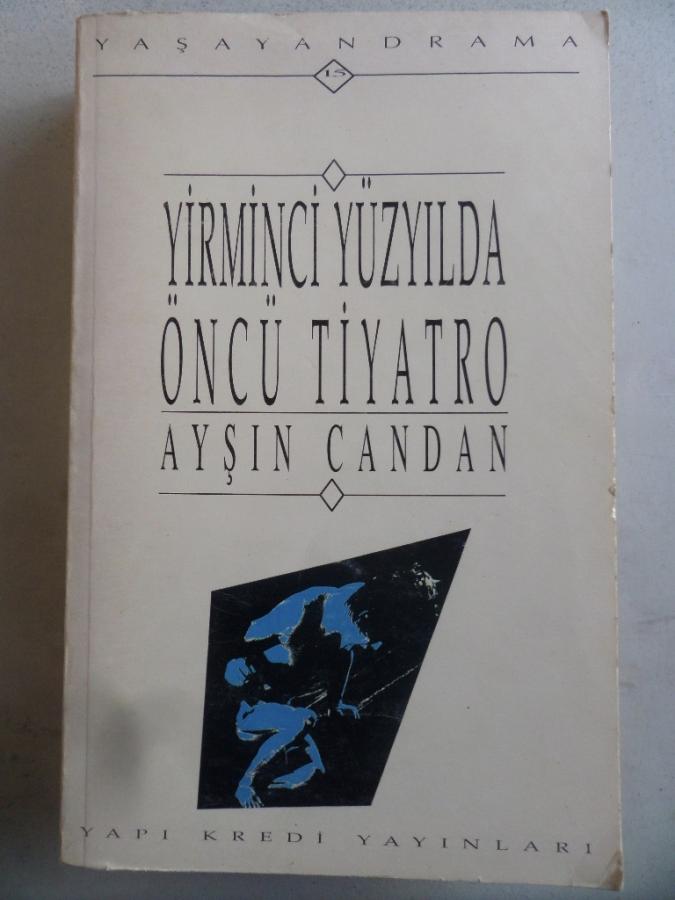 YAŞAYANDRAMA
15
YİRMİNCİ YÜZYILDA
ÖNCÜ TİYATRO
AYŞIN CANDAN
YAPI KREDİ YAYINLARI